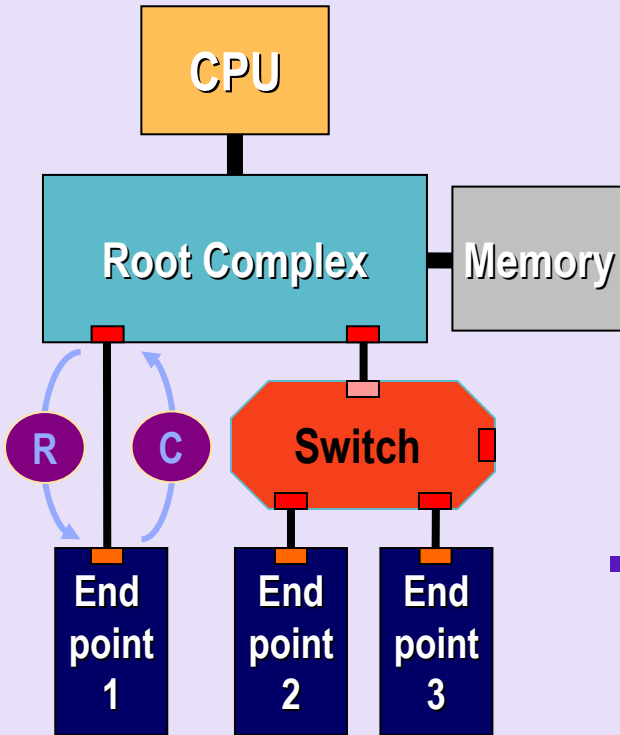 CPU
Root Complex
Memory
R
C
Switch
End
point
1
End
point
2
End
point
3